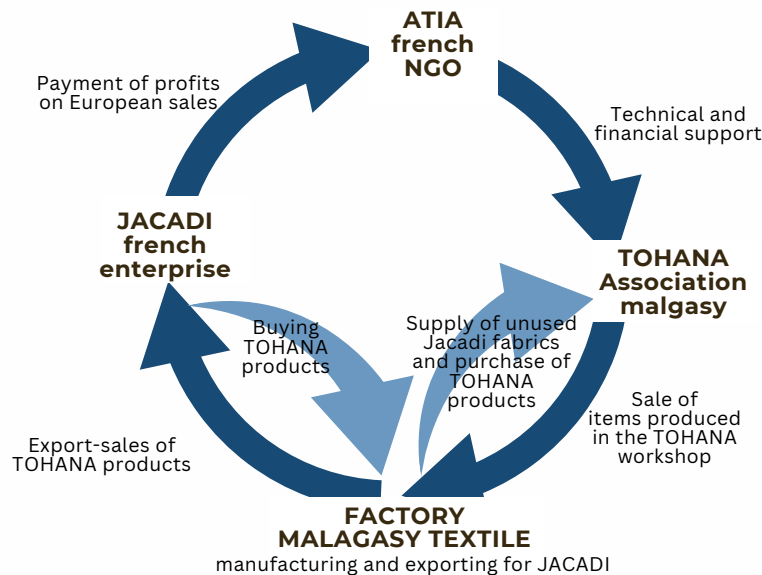 ATIA
french
NGO
Payment of profits
on European sales
Technical and
financial support
JACADI
french
enterprise
TOHANA
Association
malgasy
Buying
TOHANA
products
Supply of unused
Jacadi fabrics
and purchase of
TOHANA
products
Sale of
items produced
in the TOHANA
workshop
Export-sales of
TOHANA products
FACTORY
MALAGASY TEXTILE
manufacturing and exporting for JACADI